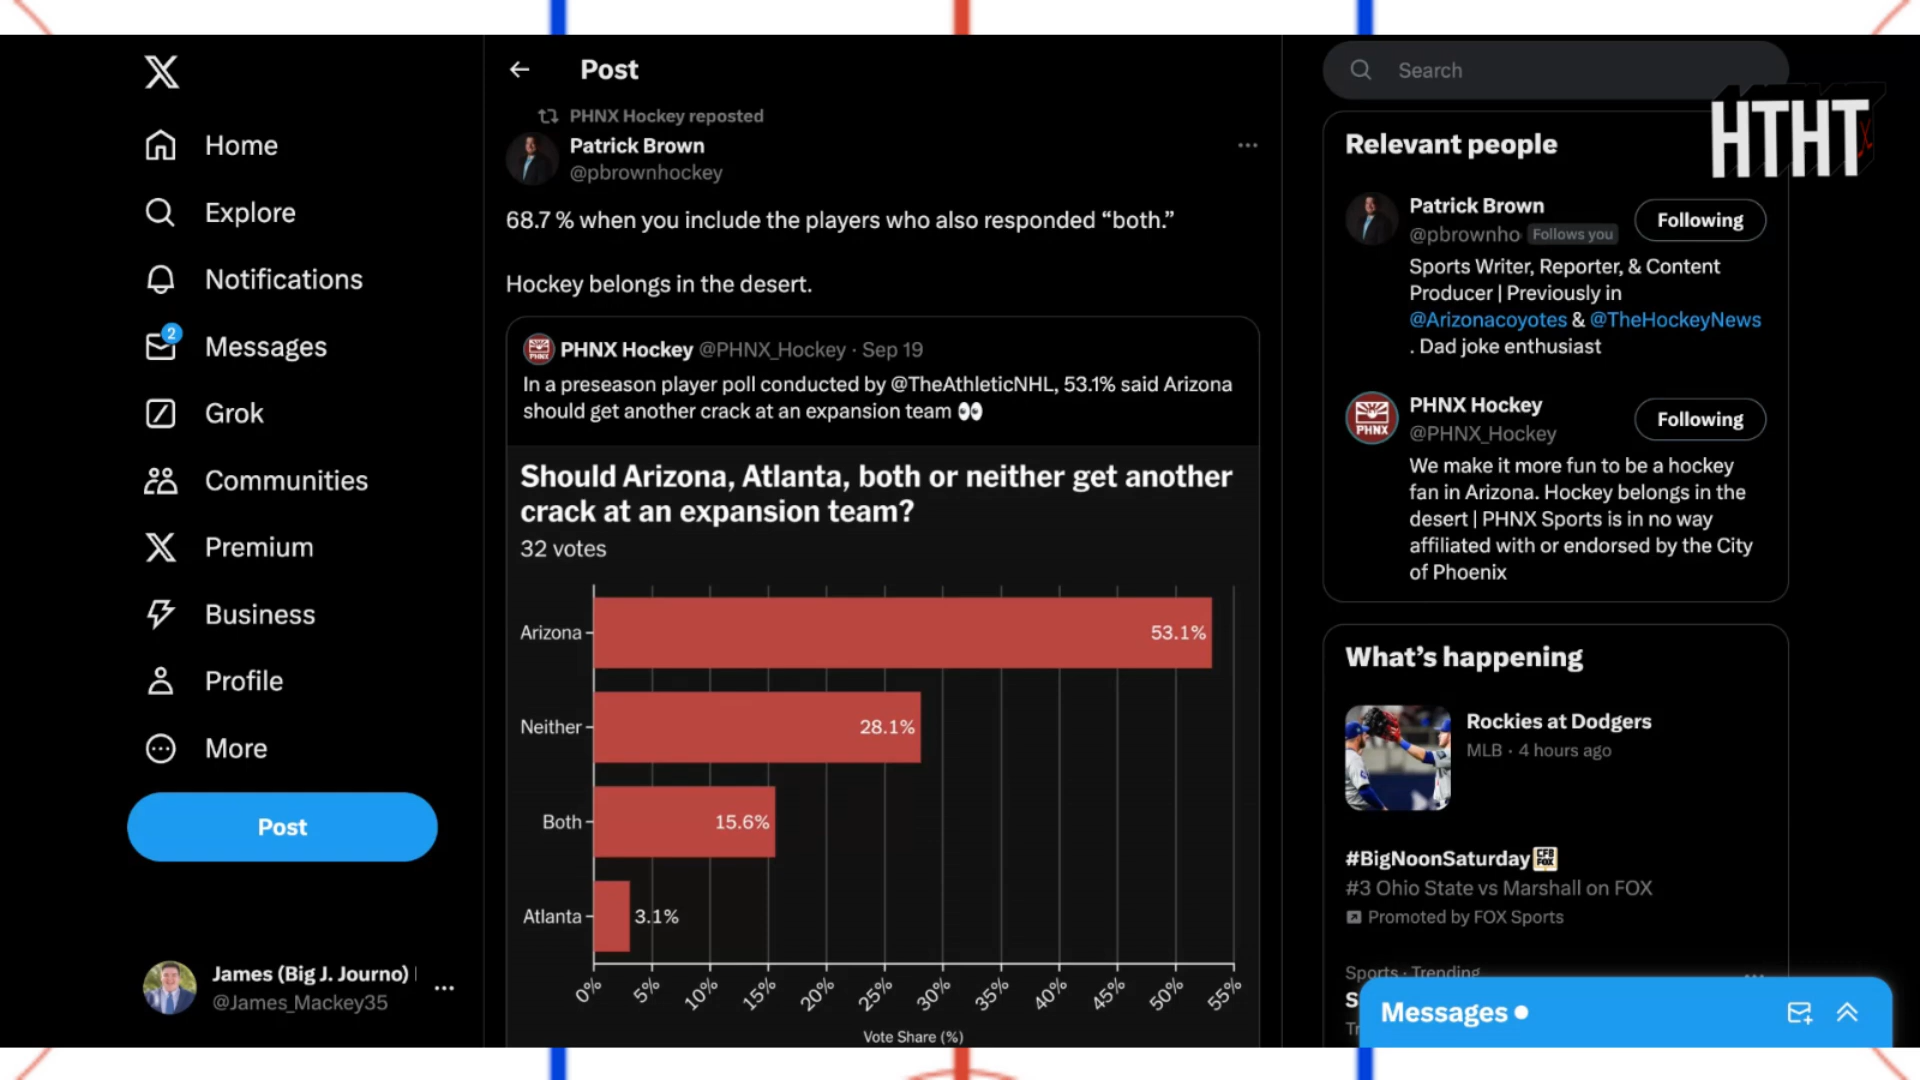 Home
Explore
Notifications
2
Messages
Grok
Communities
Premium
Business
Profile
More
Post
James (Big J. Journo)
@James_Mackey35
Post
PHNX Hockey reposted
Patrick Brown
@pbrownhockey
68.7 % when you include the players who also responded “both.”
Hockey belongs in the desert.
PHNX Hockey @PHNX_Hockey · Sep 19
In a preseason player poll conducted by @TheAthleticNHL, 53.1% said Arizona
should get another crack at an expansion team 👀
Should Arizona, Atlanta, both or neither get another
crack at an expansion team?
32 votes
Arizona
53.1%
Neither
28.1%
Both
15.6%
Atlanta
3.1%
0% 5% 10% 15% 20% 25% 30% 35% 40% 45% 50% 55%
Vote Share (%)
Search
HTHT
Relevant people
Patrick Brown
@pbrownho Follows you
Following
Sports Writer, Reporter, & Content
Producer | Previously in
@Arizonacoyotes & @TheHockeyNews
. Dad joke enthusiast
PHNX
PHNX Hockey
@PHNX_Hockey
Following
We make it more fun to be a hockey
fan in Arizona. Hockey belongs in the
desert | PHNX Sports is in no way
affiliated with or endorsed by the City
of Phoenix
What’s happening
Rockies at Dodgers
MLB · 4 hours ago
#BigNoonSaturday
#3 Ohio State vs Marshall on FOX
Promoted by FOX Sports
Sports · Trending
Messages